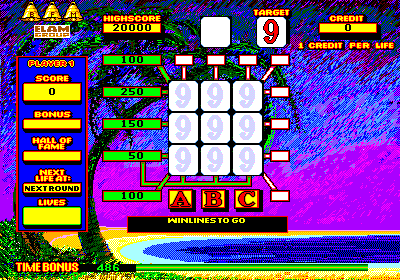 A A M
ELAM
GROUP
HIGHSCORE
20000
TARGET
9
CREDIT
0
1 CREDIT PER LIFE
PLAYER 1
SCORE
0
BONUS
HALL OF
FAME
NEXT
LIFE AT:
NEXT ROUND
LIVES
100
250
150
50
100
9 9 9
9 9 9
9 9 9
A B C
WINLINES TO GO
TIME BONUS